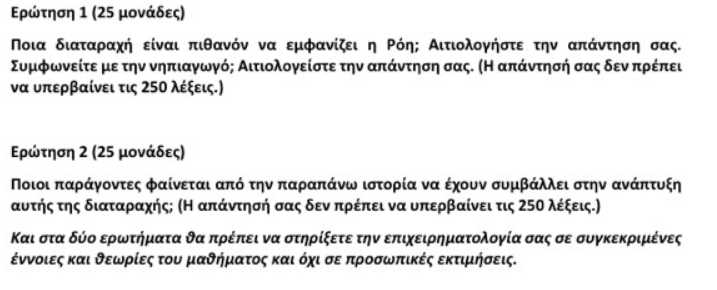 Ερώτηση 1 (25 μονάδες)
Ποια διαταραχή είναι πιθανόν να εμφανίζει η Ρόη; Αιτιολογήστε την απάντηση σας.
Συμφωνείτε με την νηπιαγωγό; Αιτιολογείστε την απάντηση σας. (Η απάντησή σας δεν πρέπει
να υπερβαίνει τις 250 λέξεις.)
Ερώτηση 2 (25 μονάδες)
Ποιοι παράγοντες φαίνεται από την παραπάνω ιστορία να έχουν συμβάλλει στην ανάπτυξη
αυτής της διαταραχής; (Η απάντησή σας δεν πρέπει να υπερβαίνει τις 250 λέξεις.)
Και στα δύο ερωτήματα θα πρέπει να στηρίξετε την επιχειρηματολογία σας σε συγκεκριμένες
έννοιες και θεωρίες του μαθήματος και όχι σε προσωπικές εκτιμήσεις.